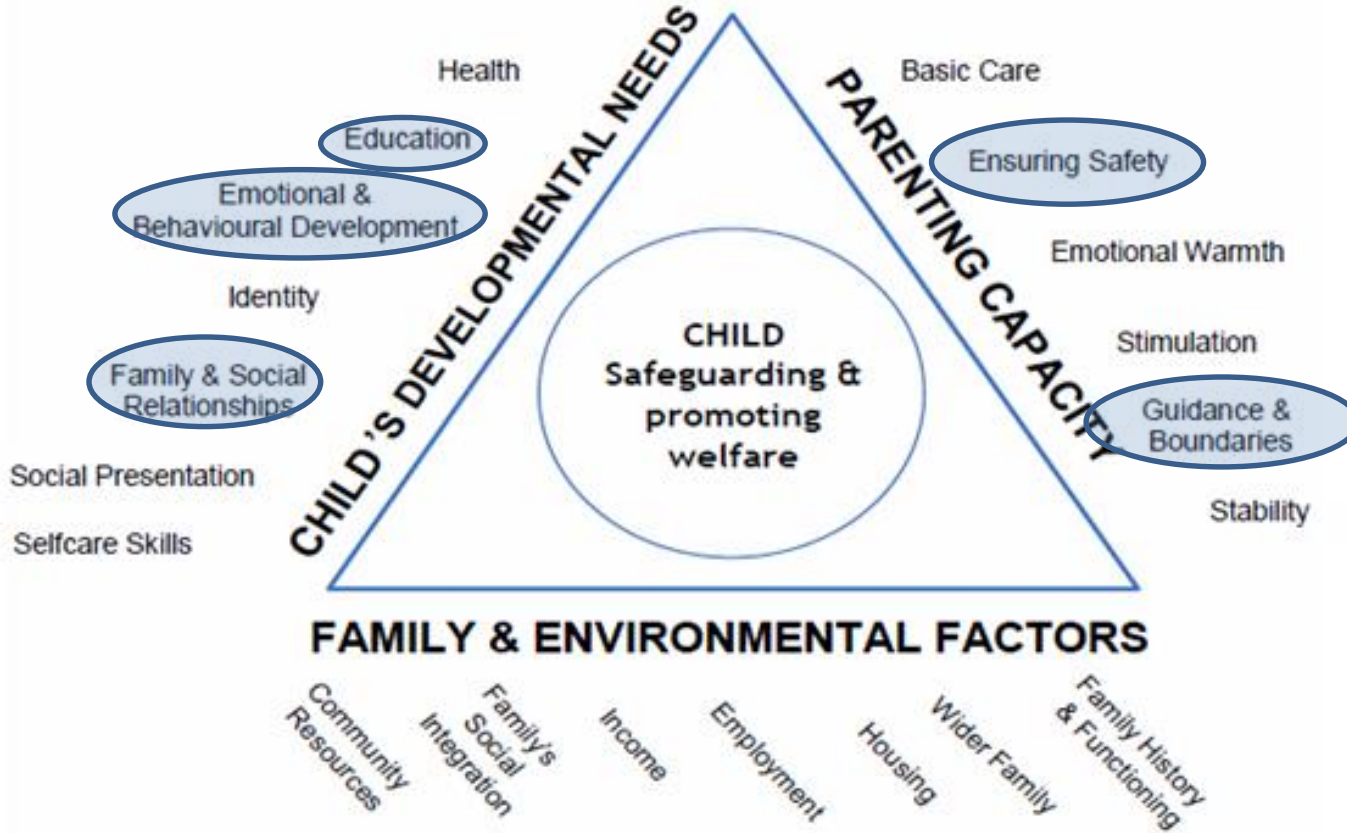 CHILD'S DEVELOPMENTAL NEEDS
Health
Education
Emotional &
Behavioural Development
Identity
Family & Social
Relationships
Social Presentation
Selfcare Skills
PARENTING CAPACITY
Basic Care
Ensuring Safety
Emotional Warmth
Stimulation
Guidance &
Boundaries
Stability
CHILD
Safeguarding &
promoting
welfare
FAMILY & ENVIRONMENTAL FACTORS
Community
Resources
Family's
Social
Integration
Income
Employment
Housing
Wider Family
Family History
& Functioning